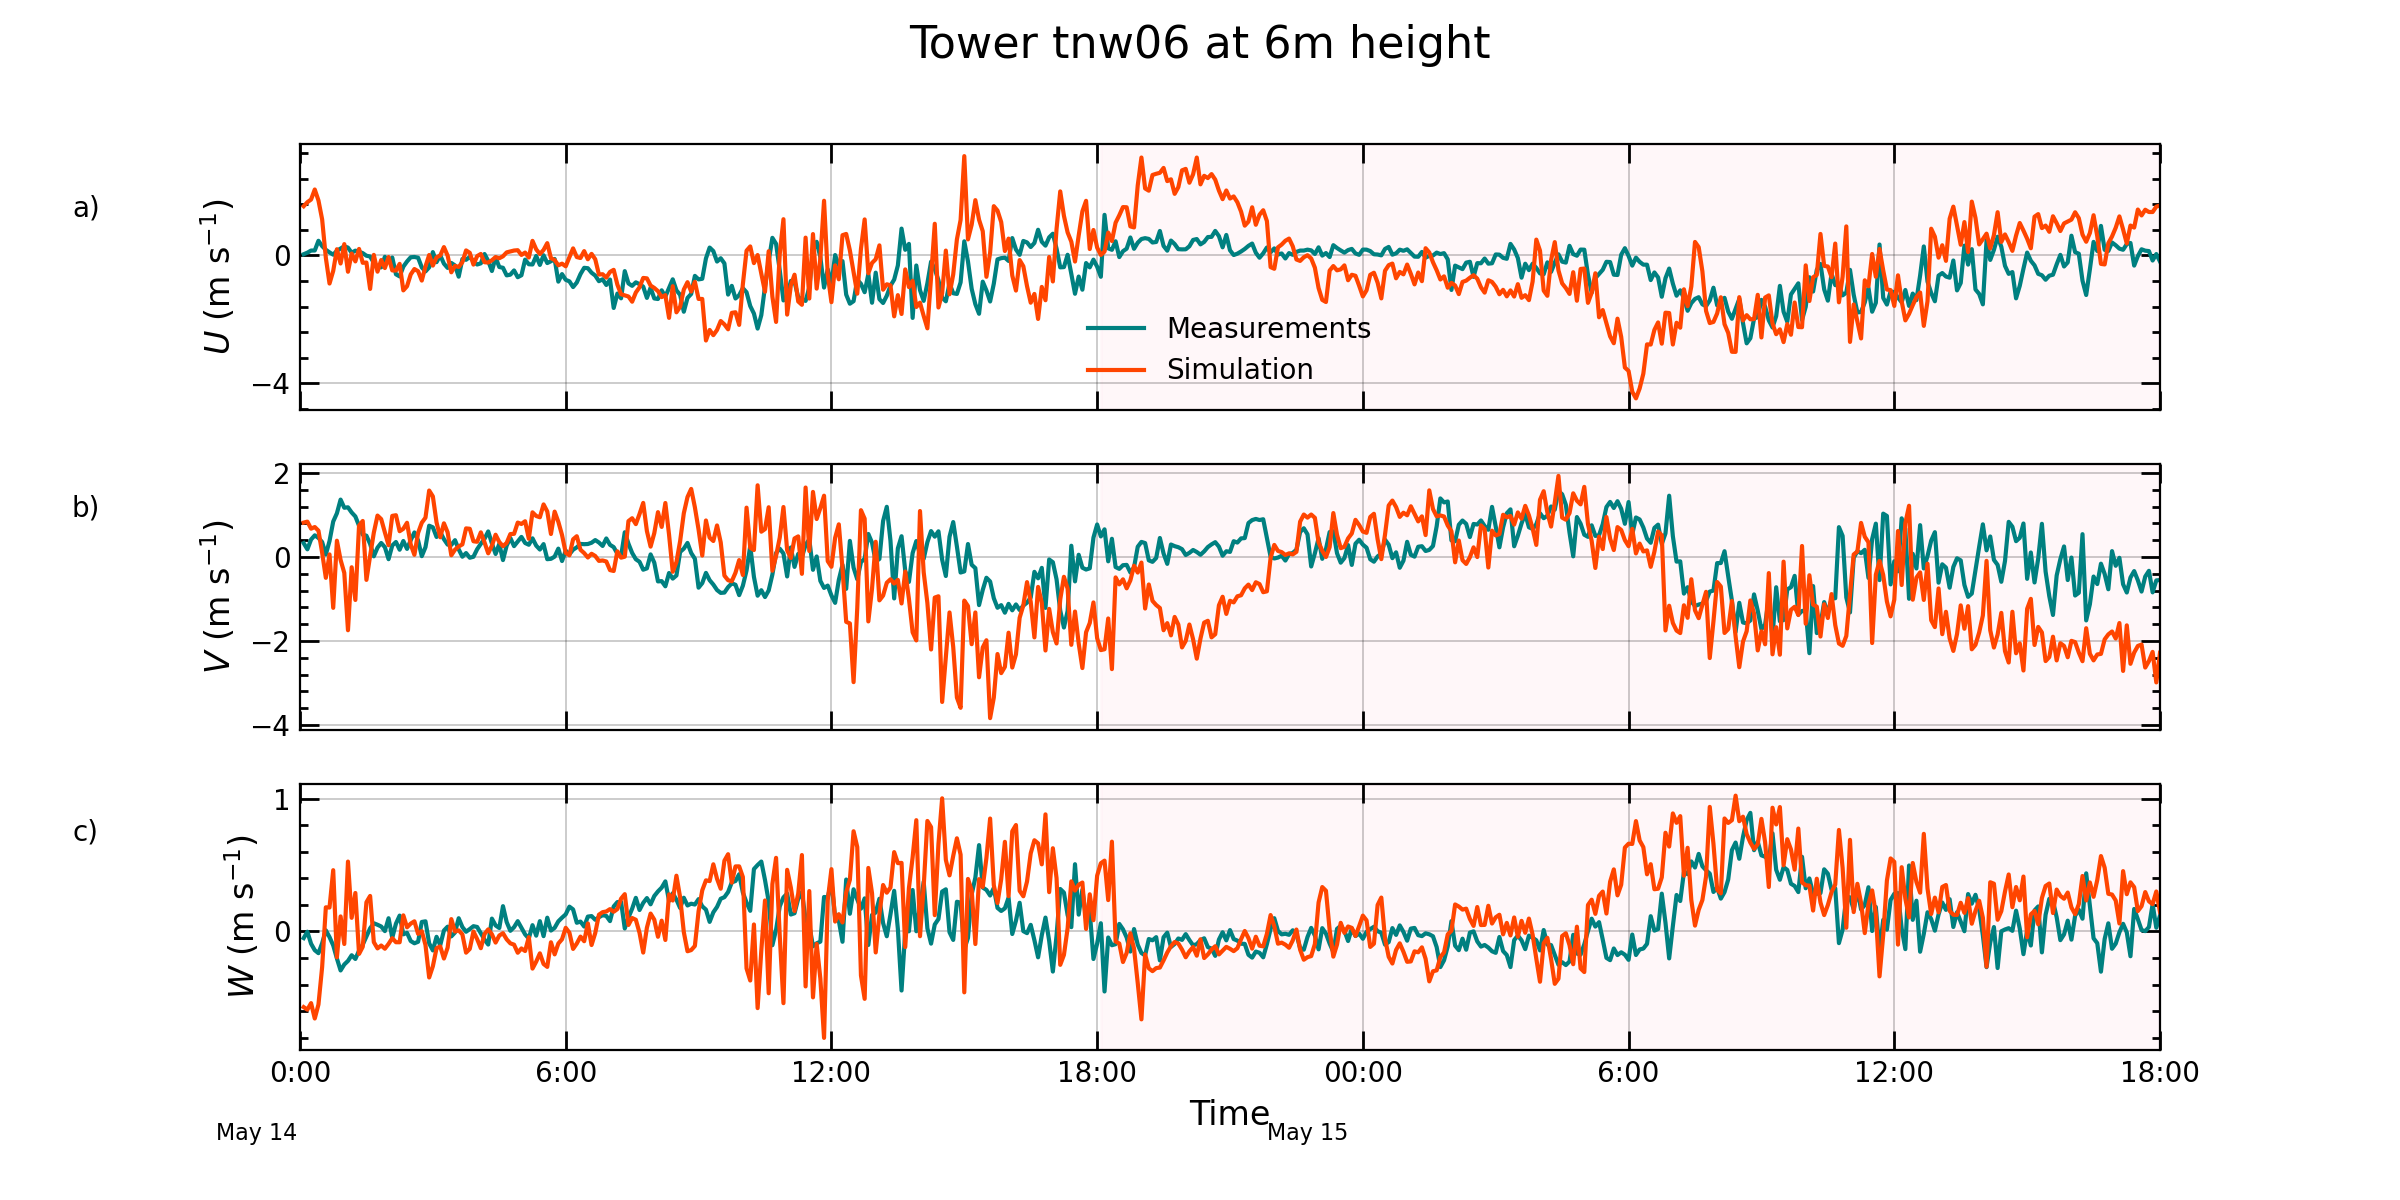 Tower tnw06 at 6m height
a)
U (m s⁻¹)
0
−4
Measurements
Simulation
b)
V (m s⁻¹)
2
0
−2
−4
c)
W (m s⁻¹)
1
0
0:00 6:00 12:00 18:00 00:00 6:00 12:00 18:00
Time
May 14 May 15